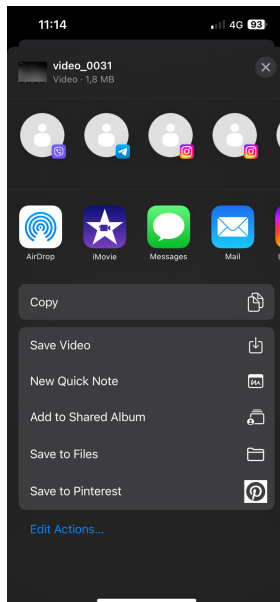 11:14
4G 93
video_0031
Video · 1,8 MB
AirDrop
iMovie
Messages
Mail
Copy
Save Video
New Quick Note
Add to Shared Album
Save to Files
Save to Pinterest
Edit Actions...